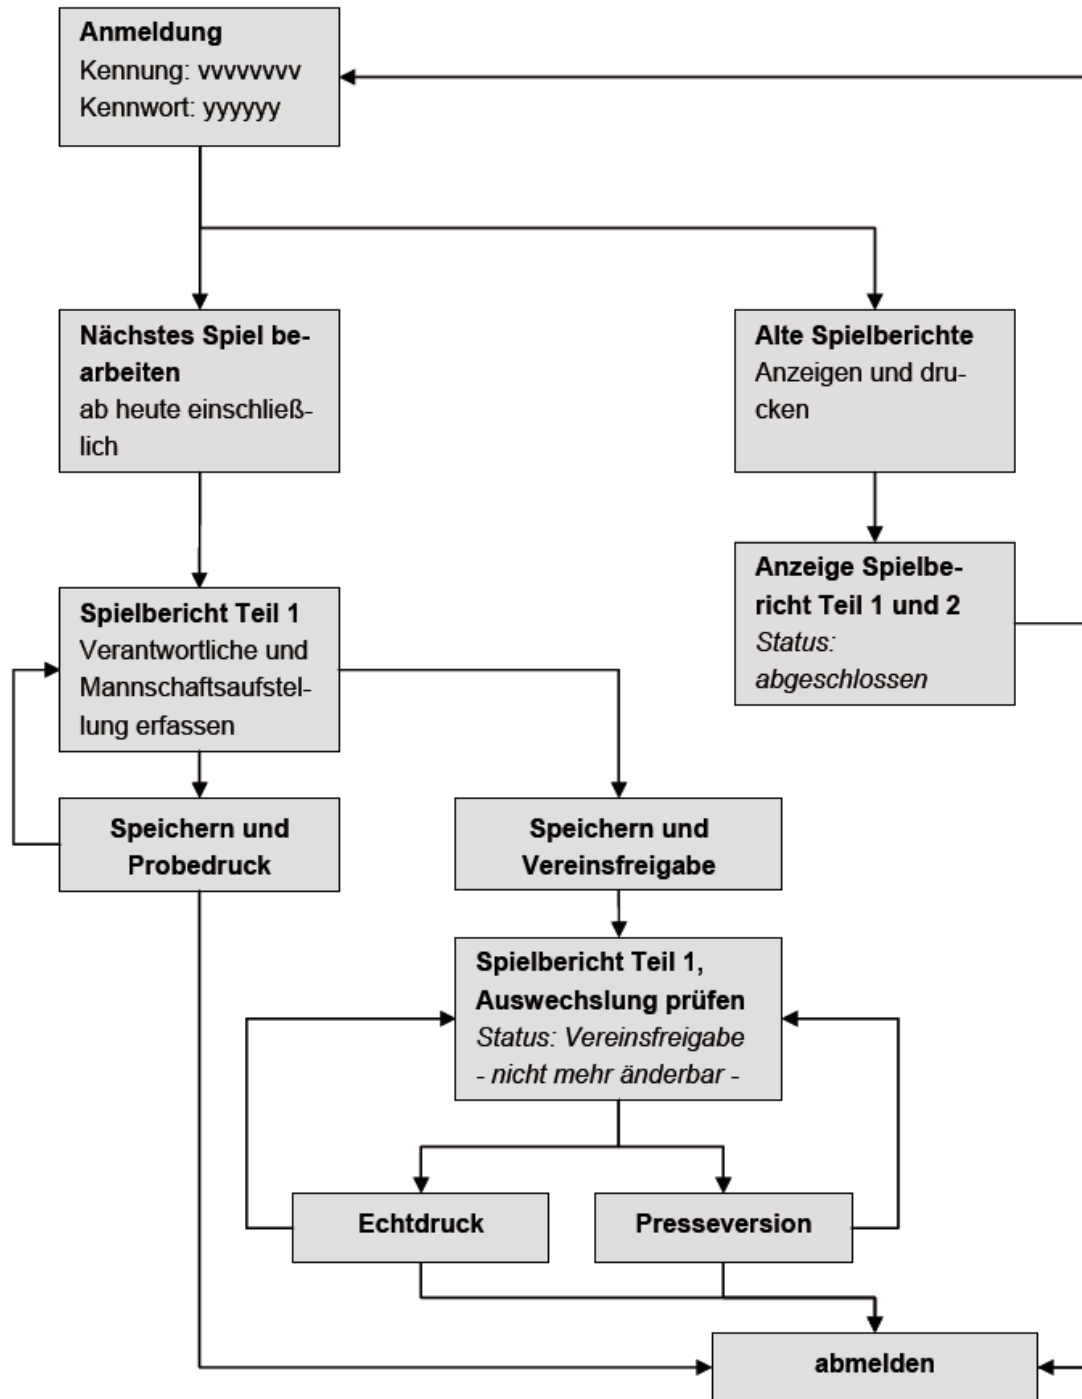 Anmeldung
Kennung: vvvvvvvv
Kennwort: yyyyyy
Nächstes Spiel be-
arbeiten
ab heute einschließ-
lich
Alte Spielberichte
Anzeigen und dru-
cken
Anzeige Spielbe-
richt Teil 1 und 2
Status:
abgeschlossen
Spielbericht Teil 1
Verantwortliche und
Mannschaftsaufstel-
lung erfassen
Speichern und
Probedruck
Speichern und
Vereinsfreigabe
Spielbericht Teil 1,
Auswechslung prüfen
Status: Vereinsfreigabe
- nicht mehr änderbar -
Echtdruck
Presseversion
abmelden